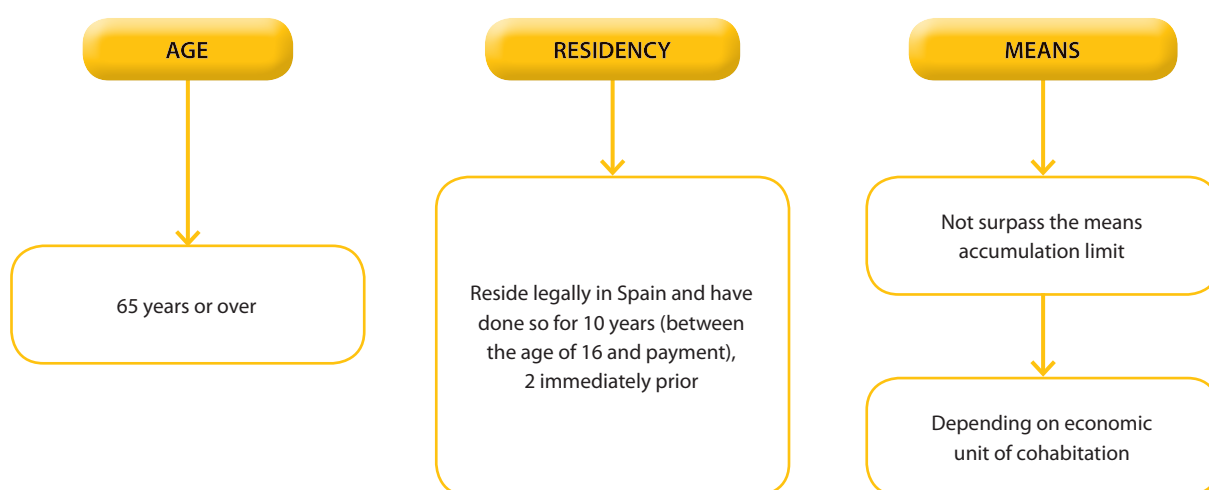 AGE
65 years or over
RESIDENCY
Reside legally in Spain and have
done so for 10 years (between
the age of 16 and payment),
2 immediately prior
MEANS
Not surpass the means
accumulation limit
Depending on economic
unit of cohabitation